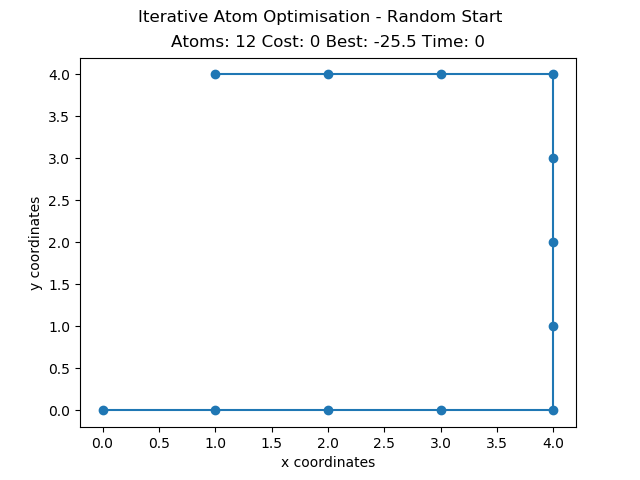 Iterative Atom Optimisation - Random Start
Atoms: 12 Cost: 0 Best: -25.5 Time: 0
4.0
3.5
3.0
2.5
2.0
1.5
1.0
0.5
0.0
y coordinates
0.0 0.5 1.0 1.5 2.0 2.5 3.0 3.5 4.0
x coordinates